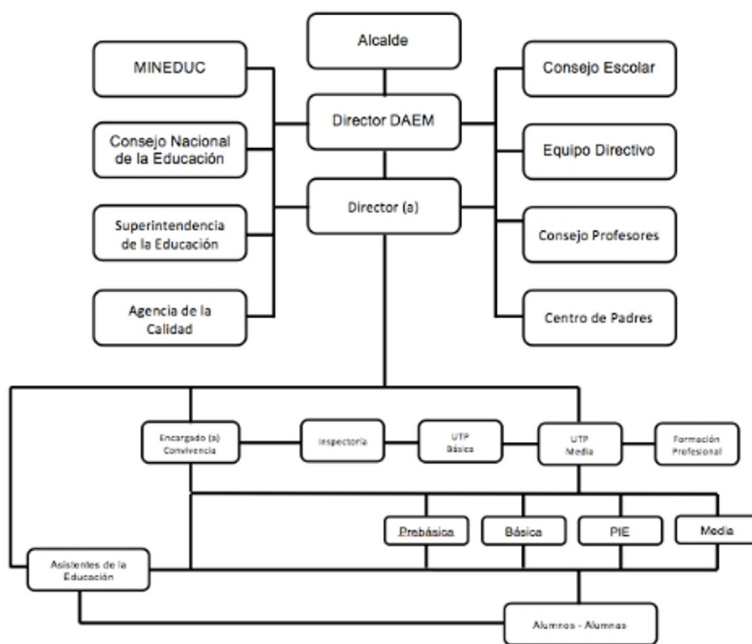 Alcalde
MINEDUC
Consejo Escolar
Director DAEM
Consejo Nacional
de la Educación
Equipo Directivo
Director (a)
Superintendencia
de la Educación
Consejo Profesores
Agencia de la
Calidad
Centro de Padres
Encargado (a)
Convivencia
Inspectoría
UTP
Básica
UTP
Media
Formación
Profesional
Prebásica
Básica
PIE
Media
Asistentes de la
Educación
Alumnos - Alumnas